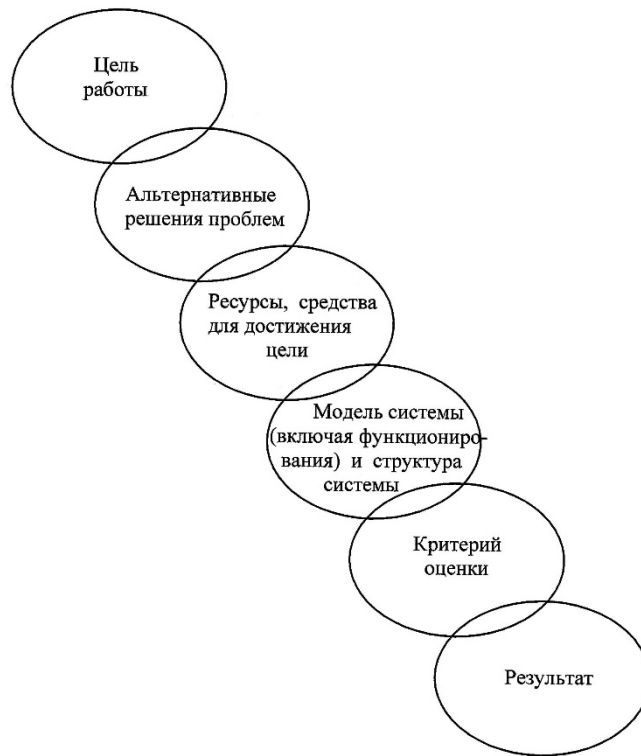 Цель
работы
Альтернативные
решения проблем
Ресурсы, средства
для достижения
цели
Модель системы
(включая функциониро-
вания) и структура
системы
Критерий
оценки
Результат